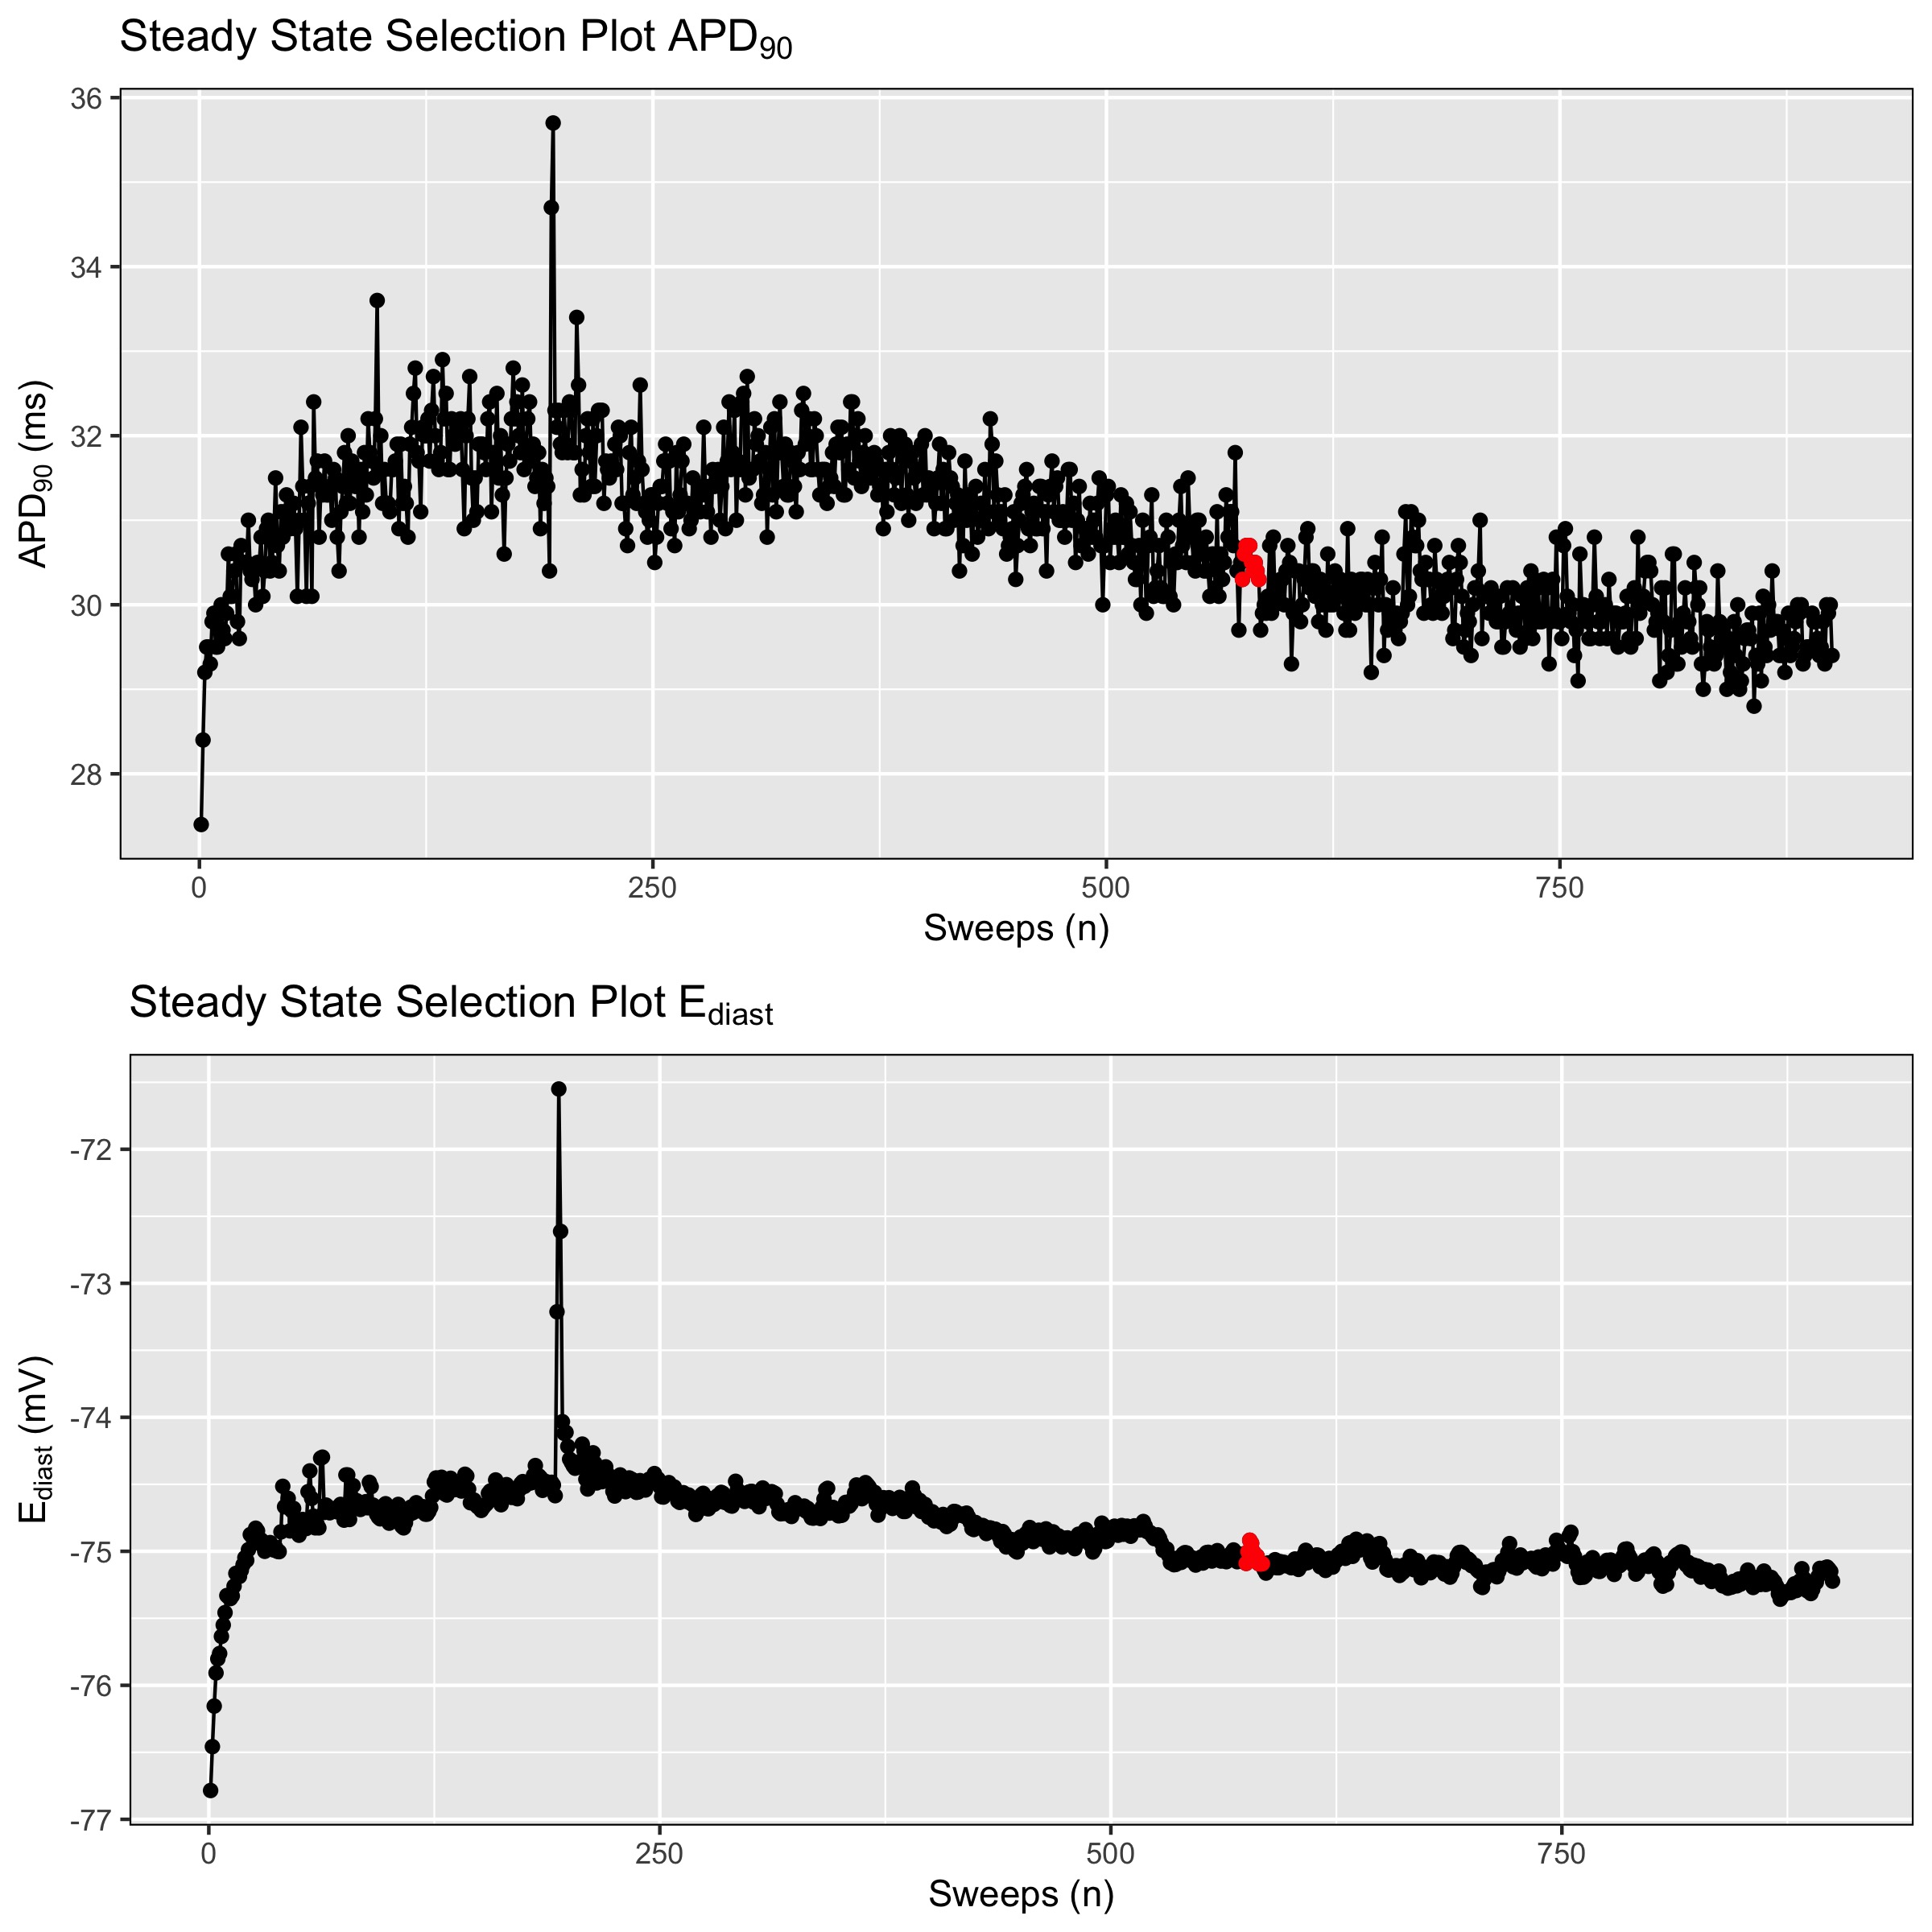 Steady State Selection Plot APD90
36
34
32
30
28
APD90 (ms)
0 250 500 750
Sweeps (n)
Steady State Selection Plot Ediast
-72
-73
-74
-75
-76
-77
Ediast (mV)
0 250 500 750
Sweeps (n)